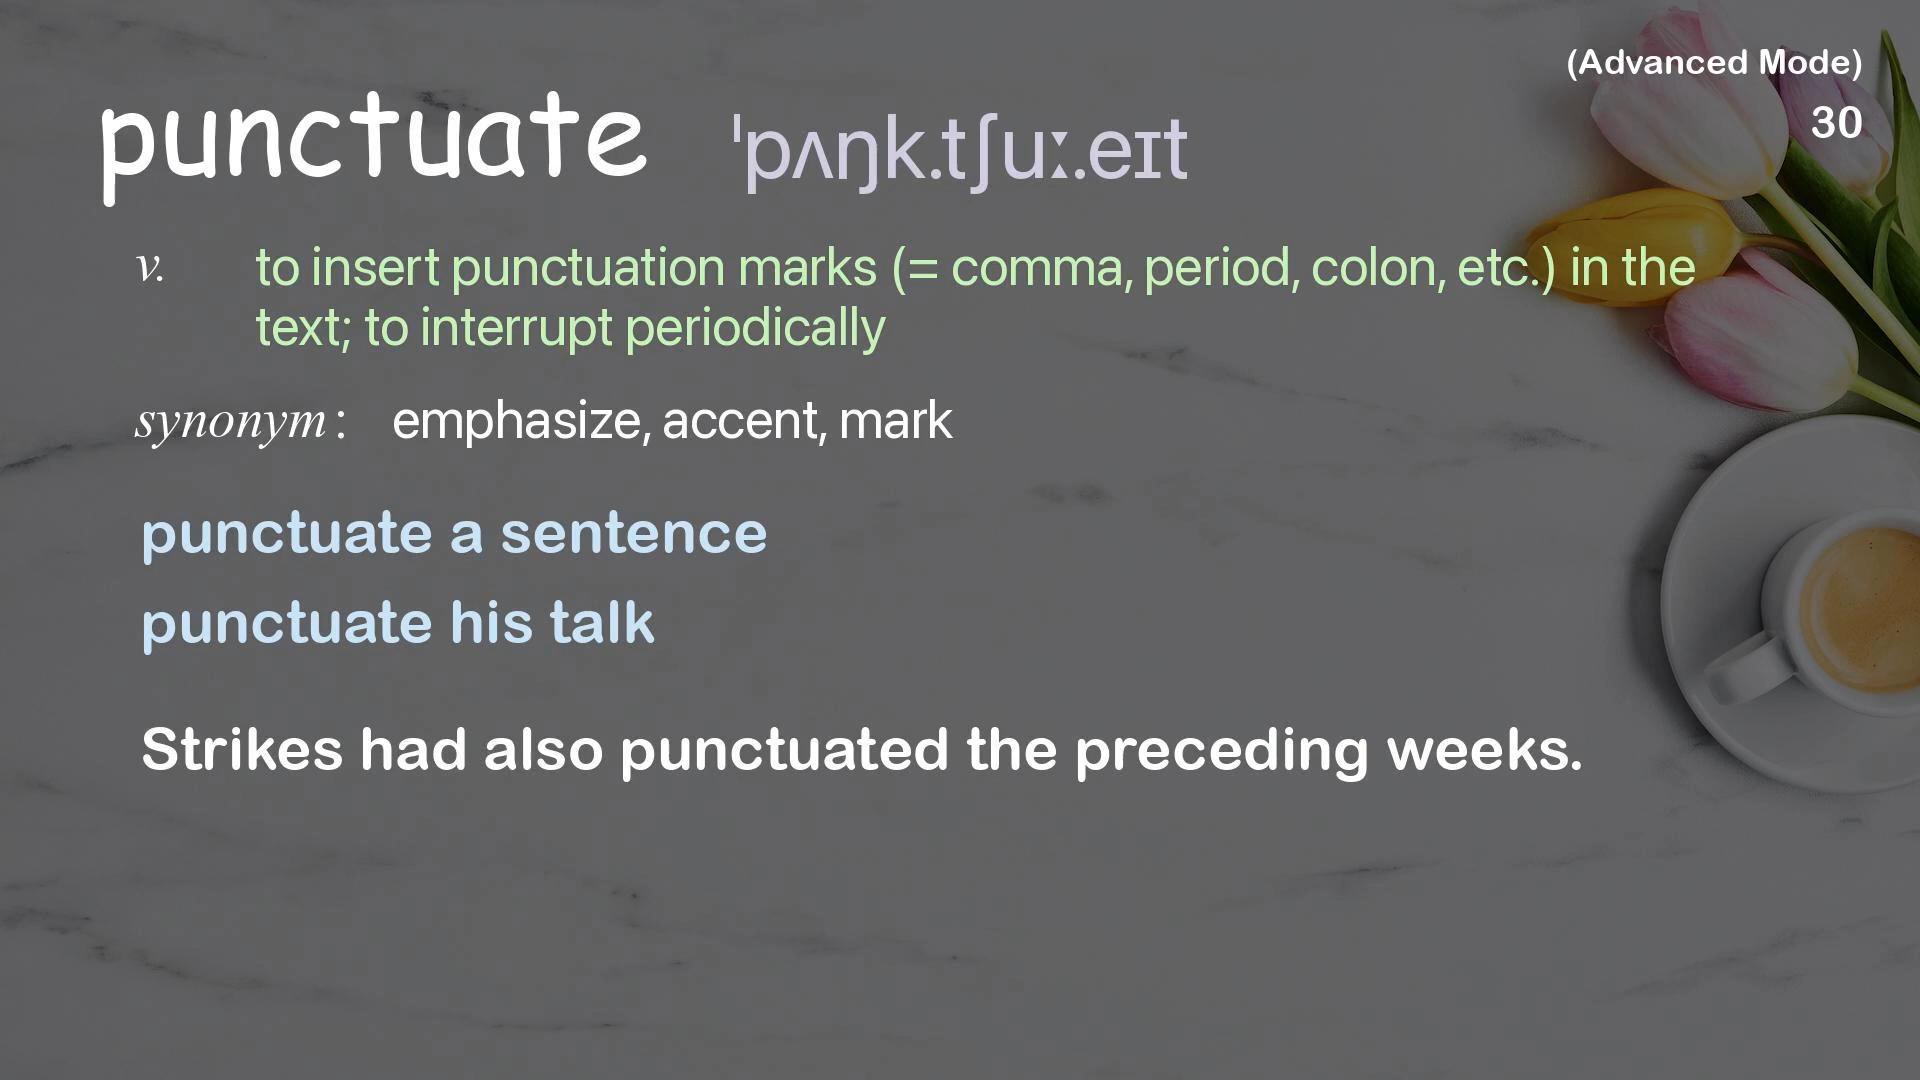 (Advanced Mode)
punctuate ˈpʌŋk.tʃuː.eɪt
30
v. to insert punctuation marks (= comma, period, colon, etc.) in the
text; to interrupt periodically
synonym: emphasize, accent, mark
punctuate a sentence
punctuate his talk
Strikes had also punctuated the preceding weeks.